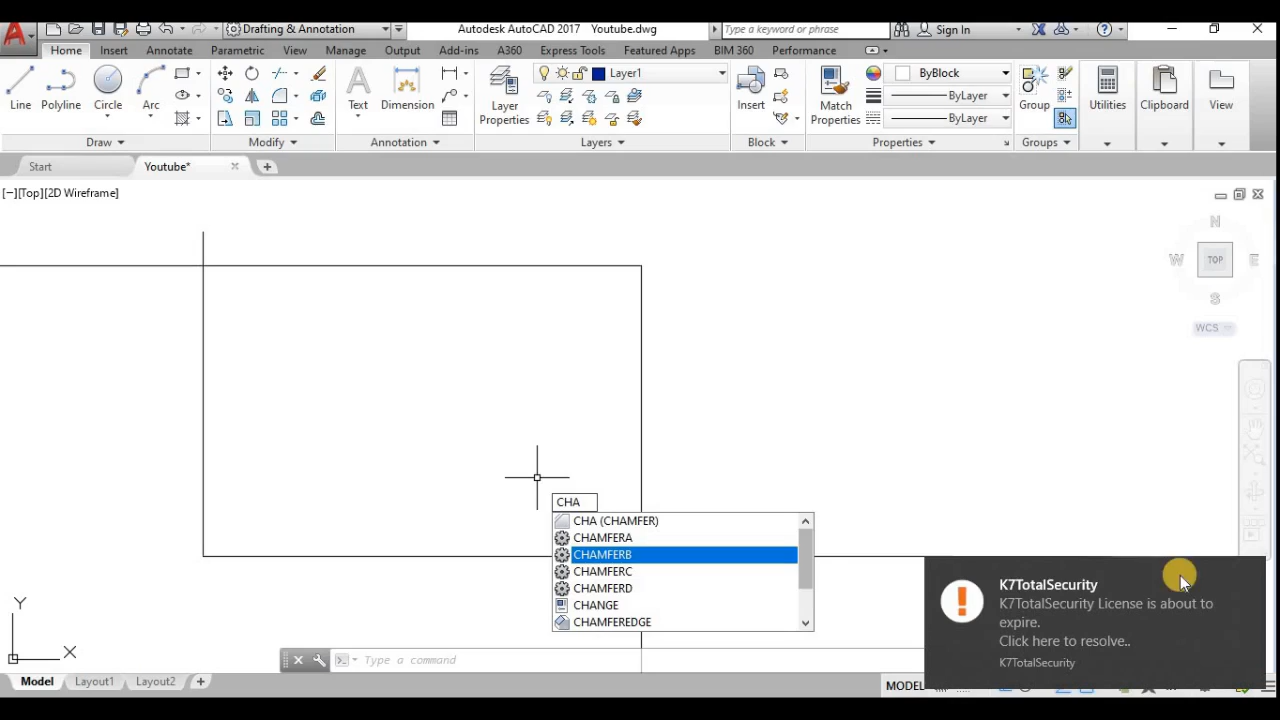 Drafting & Annotation
Autodesk AutoCAD 2017 Youtube.dwg
Type a keyword or phrase
Sign In
Home
Insert
Annotate
Parametric
View
Manage
Output
Add-ins
A360
Express Tools
Featured Apps
BIM 360
Performance
Line
Polyline
Circle
Arc
Text
Dimension
Layer
Properties
Layer1
Insert
Match
Properties
ByBlock
ByLayer
ByLayer
Group
Utilities
Clipboard
View
Draw
Modify
Annotation
Layers
Block
Properties
Groups
Start
Youtube*
[−][Top][2D Wireframe]
N
W
TOP
E
S
WCS
CHA
CHA (CHAMFER)
CHAMFERA
CHAMFERB
CHAMFERC
CHAMFERD
CHANGE
CHAMFEREDGE
K7TotalSecurity
K7TotalSecurity License is about to
expire.
Click here to resolve..
K7TotalSecurity
Y
X
Type a command
Model
Layout1
Layout2
MODEL